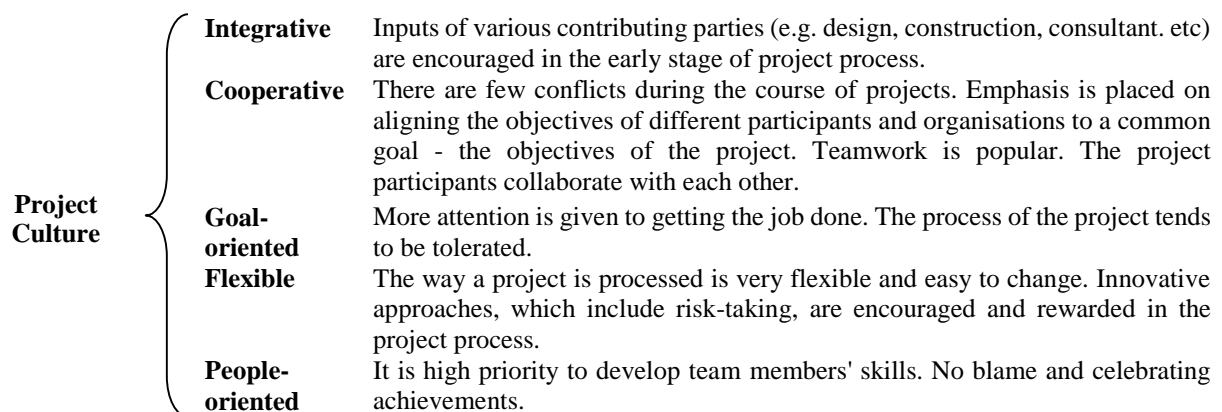 Project
Culture
Integrative Inputs of various contributing parties (e.g. design, construction, consultant. etc)
are encouraged in the early stage of project process.
Cooperative There are few conflicts during the course of projects. Emphasis is placed on
aligning the objectives of different participants and organisations to a common
goal - the objectives of the project. Teamwork is popular. The project
participants collaborate with each other.
Goal- More attention is given to getting the job done. The process of the project tends
oriented to be tolerated.
Flexible The way a project is processed is very flexible and easy to change. Innovative
approaches, which include risk-taking, are encouraged and rewarded in the
project process.
People- It is high priority to develop team members' skills. No blame and celebrating
oriented achievements.